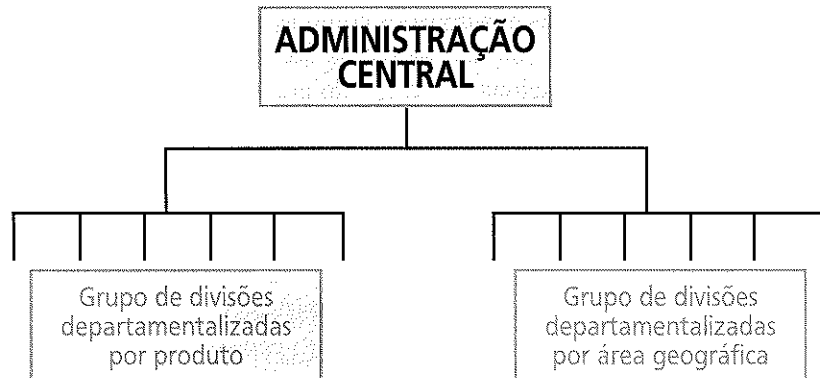 ADMINISTRAÇÃO
CENTRAL
Grupo de divisões
departamentalizadas
por produto
Grupo de divisões
departamentalizadas
por área geográfica